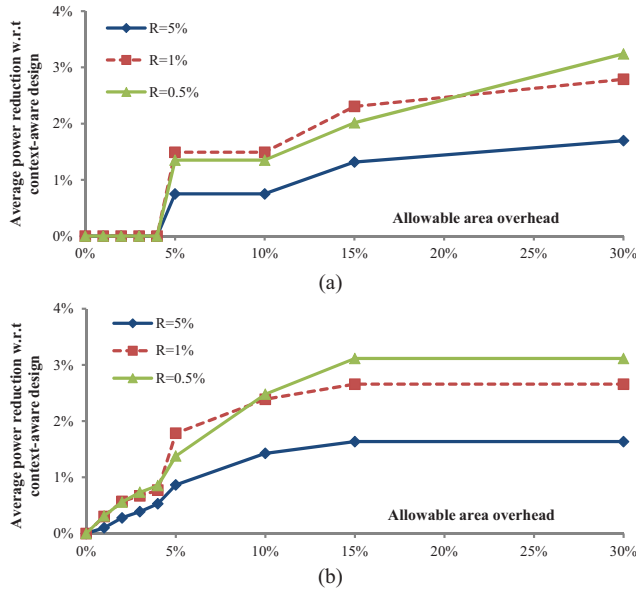 4%
3%
2%
1%
0%
Average power reduction w.r.t
context-aware design
R=5%
R=1%
R=0.5%
Allowable area overhead
0%
5%
10%
15%
20%
25%
30%
(a)
4%
3%
2%
1%
0%
Average power reduction w.r.t
context-aware design
R=5%
R=1%
R=0.5%
Allowable area overhead
0%
5%
10%
15%
20%
25%
30%
(b)